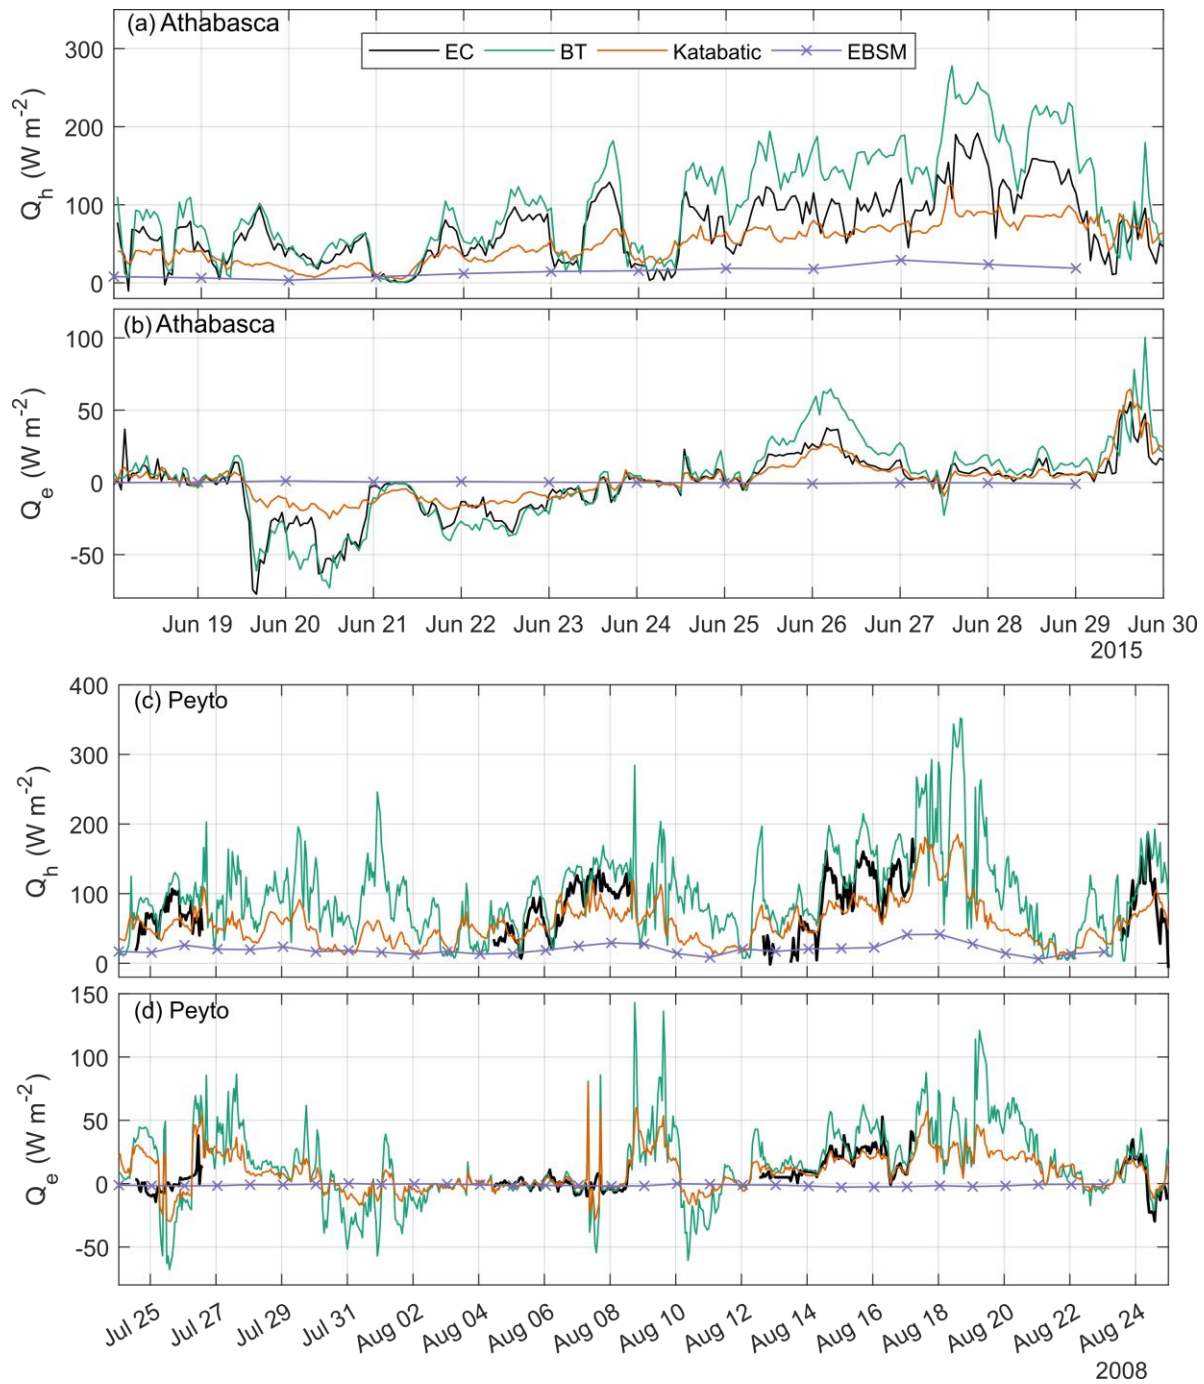 (a) Athabasca
EC BT Katabatic EBSM
300
200
100
0
Q_h (W m^-2)
(b) Athabasca
100
50
0
-50
Q_e (W m^-2)
Jun 19 Jun 20 Jun 21 Jun 22 Jun 23 Jun 24 Jun 25 Jun 26 Jun 27 Jun 28 Jun 29 Jun 30
2015
(c) Peyto
400
300
200
100
0
Q_h (W m^-2)
(d) Peyto
150
100
50
0
-50
Q_e (W m^-2)
Jul 25 Jul 27 Jul 29 Jul 31 Aug 02 Aug 04 Aug 06 Aug 08 Aug 10 Aug 12 Aug 14 Aug 16 Aug 18 Aug 20 Aug 22 Aug 24
2008